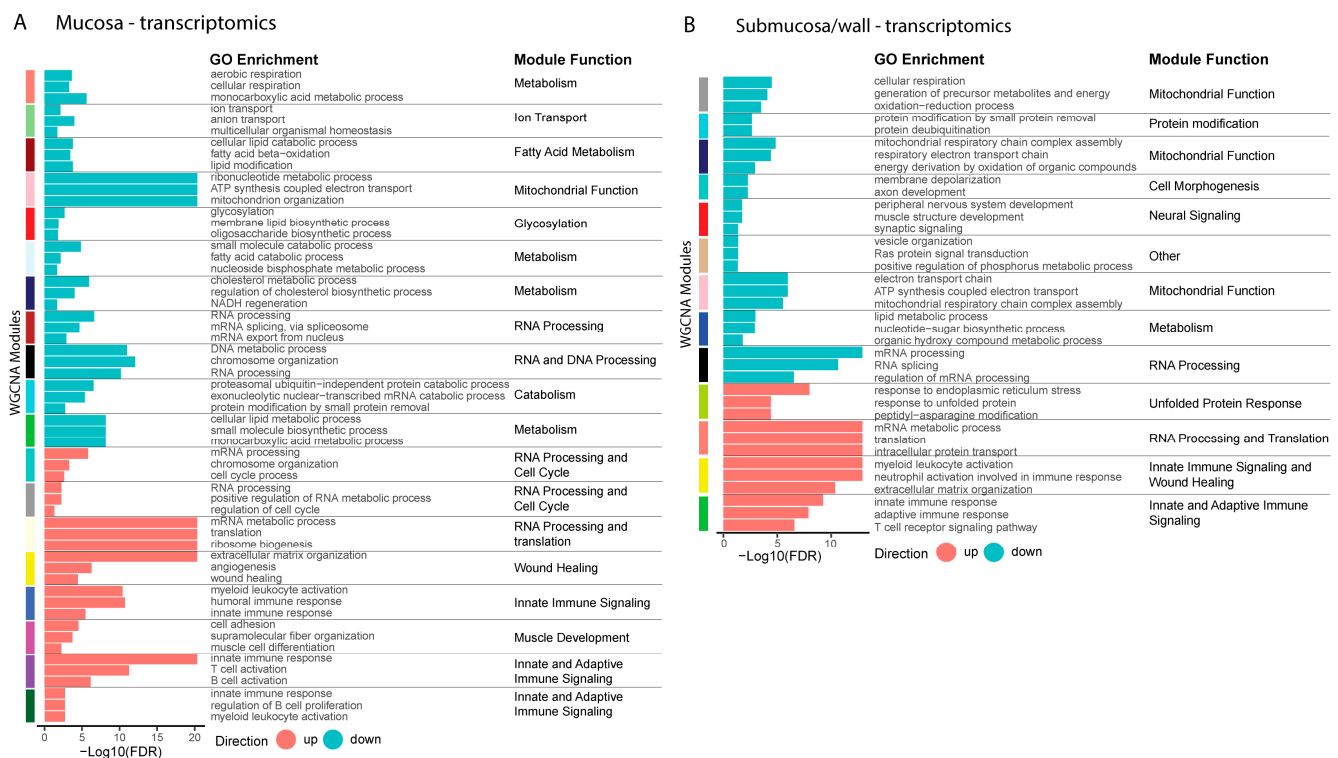 A
Mucosa - transcriptomics
GO Enrichment
Module Function
aerobic respiration
cellular respiration
monocarboxylic acid metabolic process
Metabolism
ion transport
anion transport
multicellular organismal homeostasis
Ion Transport
cellular lipid catabolic process
fatty acid beta-oxidation
lipid modification
Fatty Acid Metabolism
ribonucleotide metabolic process
ATP synthesis coupled electron transport
mitochondrion organization
Mitochondrial Function
glycosylation
membrane lipid biosynthetic process
oligosaccharide biosynthetic process
Glycosylation
small molecule catabolic process
fatty acid catabolic process
nucleoside bisphosphate metabolic process
Metabolism
cholesterol metabolic process
regulation of cholesterol biosynthetic process
NADH regeneration
Metabolism
RNA processing
mRNA splicing, via spliceosome
mRNA export from nucleus
RNA Processing
DNA metabolic process
chromosome organization
RNA processing
RNA and DNA Processing
proteasomal ubiquitin-independent protein catabolic process
exonucleolytic nuclear-transcribed mRNA catabolic process
protein modification by small protein removal
Catabolism
cellular lipid metabolic process
small molecule biosynthetic process
monocarboxylic acid metabolic process
Metabolism
mRNA processing
chromosome organization
cell cycle process
RNA Processing and
Cell Cycle
RNA processing
positive regulation of RNA metabolic process
regulation of cell cycle
RNA Processing and
Cell Cycle
mRNA metabolic process
translation
ribosome biogenesis
RNA Processing and
translation
extracellular matrix organization
angiogenesis
wound healing
Wound Healing
myeloid leukocyte activation
humoral immune response
innate immune response
Innate Immune Signaling
cell adhesion
supramolecular fiber organization
muscle cell differentiation
Muscle Development
innate immune response
T cell activation
B cell activation
Innate and Adaptive
Immune Signaling
innate immune response
regulation of B cell proliferation
myeloid leukocyte activation
Innate and Adaptive
Immune Signaling
WGCNA Modules
0 5 10 15 20
−Log10(FDR)
Direction up down
B
Submucosa/wall - transcriptomics
GO Enrichment
Module Function
cellular respiration
generation of precursor metabolites and energy
oxidation-reduction process
Mitochondrial Function
protein modification by small protein removal
protein deubiquitination
Protein modification
mitochondrial respiratory chain complex assembly
respiratory electron transport chain
energy derivation by oxidation of organic compounds
Mitochondrial Function
membrane depolarization
axon development
Cell Morphogenesis
peripheral nervous system development
muscle structure development
synaptic signaling
Neural Signaling
vesicle organization
Ras protein signal transduction
positive regulation of phosphorus metabolic process
Other
electron transport chain
ATP synthesis coupled electron transport
mitochondrial respiratory chain complex assembly
Mitochondrial Function
lipid metabolic process
nucleotide-sugar biosynthetic process
organic hydroxy compound metabolic process
Metabolism
mRNA processing
RNA splicing
regulation of mRNA processing
RNA Processing
response to endoplasmic reticulum stress
response to unfolded protein
peptidyl-asparagine modification
Unfolded Protein Response
mRNA metabolic process
translation
intracellular protein transport
RNA Processing and Translation
myeloid leukocyte activation
neutrophil activation involved in immune response
extracellular matrix organization
Innate Immune Signaling and
Wound Healing
innate immune response
adaptive immune response
T cell receptor signaling pathway
Innate and Adaptive Immune
Signaling
WGCNA Modules
0 5 10
−Log10(FDR)
Direction up down